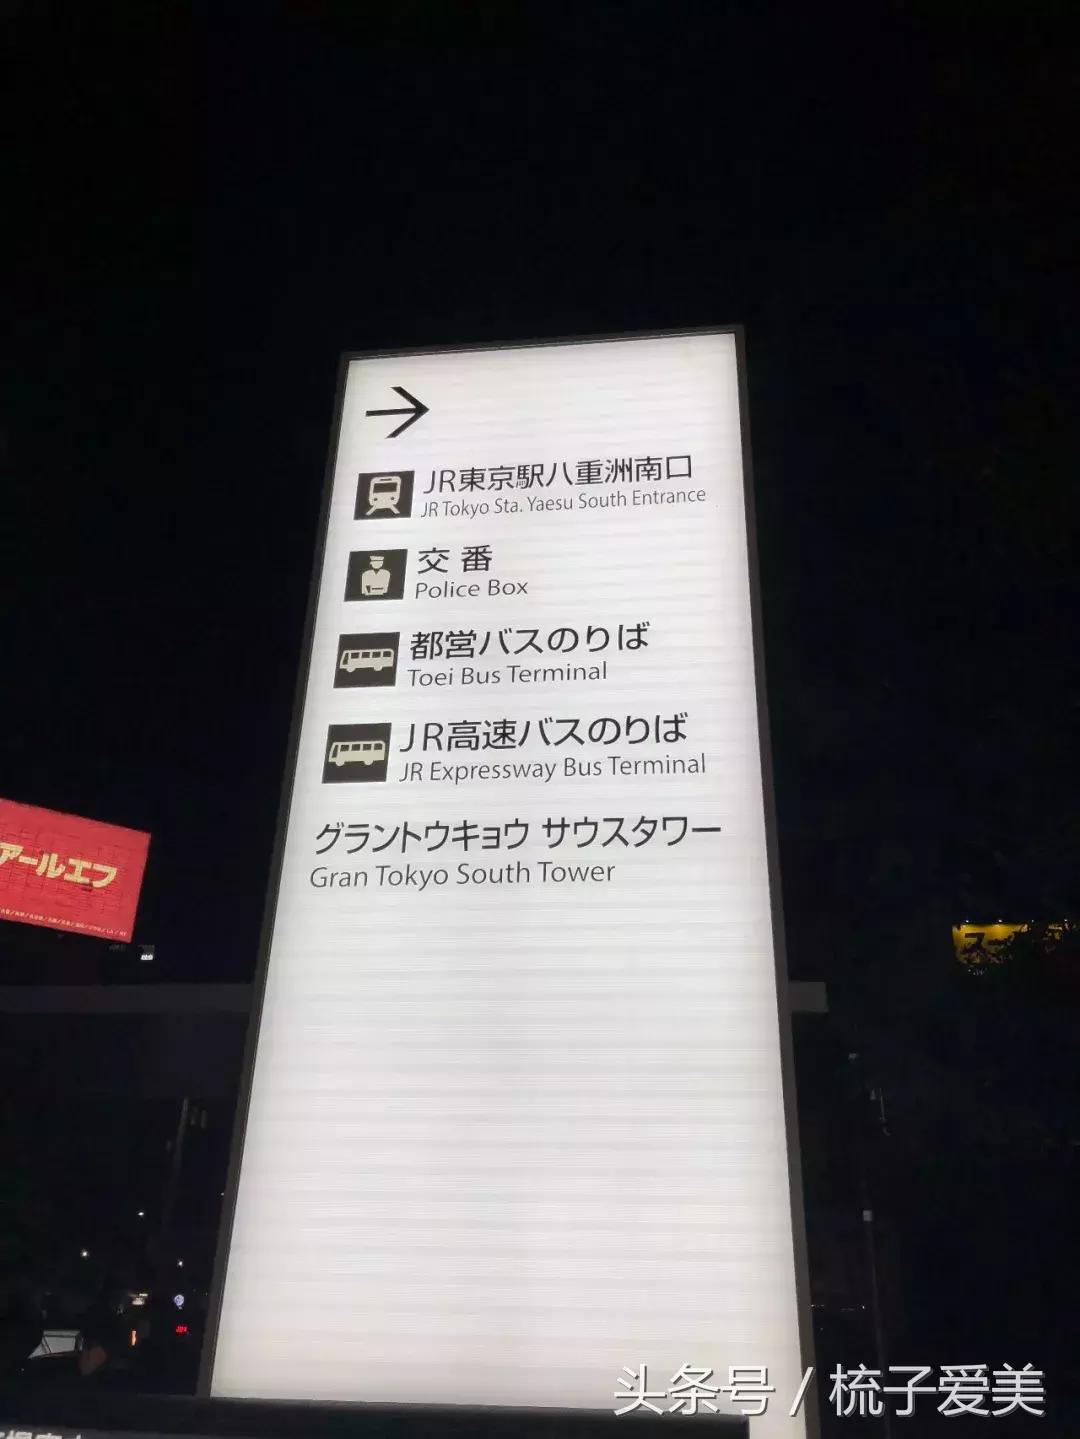 JR東京駅八重洲南口
JR Tokyo Sta. Yaesu South Entrance
交番
Police Box
都営バスのりば
Toei Bus Terminal
JR高速バスのりば
JR Expressway Bus Terminal
グラントウキョウ サウスタワー
Gran Tokyo South Tower
アールエフ
头条号 / 梳子爱美